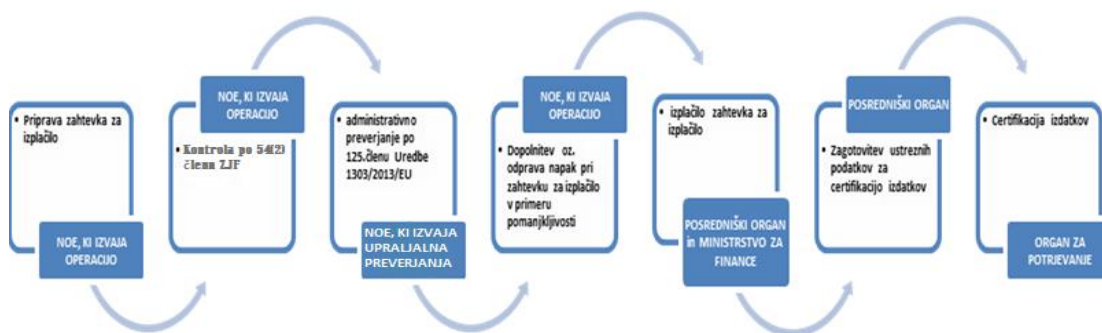 • Priprava zahtevka za
izplačilo
NOE, KI IZVAJA
OPERACIJO
NOE, KI IZVAJA
OPERACIJO
• Kontrola po 54(2)
členu ZJF
• administrativno
preverjanje po
125.členu Uredbe
1303/2013/EU
NOE, KI IZVAJA
UPRALJALNA
PREVERJANJA
NOE, KI IZVAJA
OPERACIJO
• Dopolnitev oz.
odprava napak pri
zahtevku za izplačilo
v primeru
pomanjkljivosti
• izplačilo zahtevka za
izplačilo
POSREDNIŠKI ORGAN
in MINISTRSTVO ZA
FINANCE
POSREDNIŠKI ORGAN
• Zagotovitev ustreznih
podatkov za
certifikacijo izdatkov
• Certifikacija izdatkov
ORGAN ZA
POTRJEVANJE